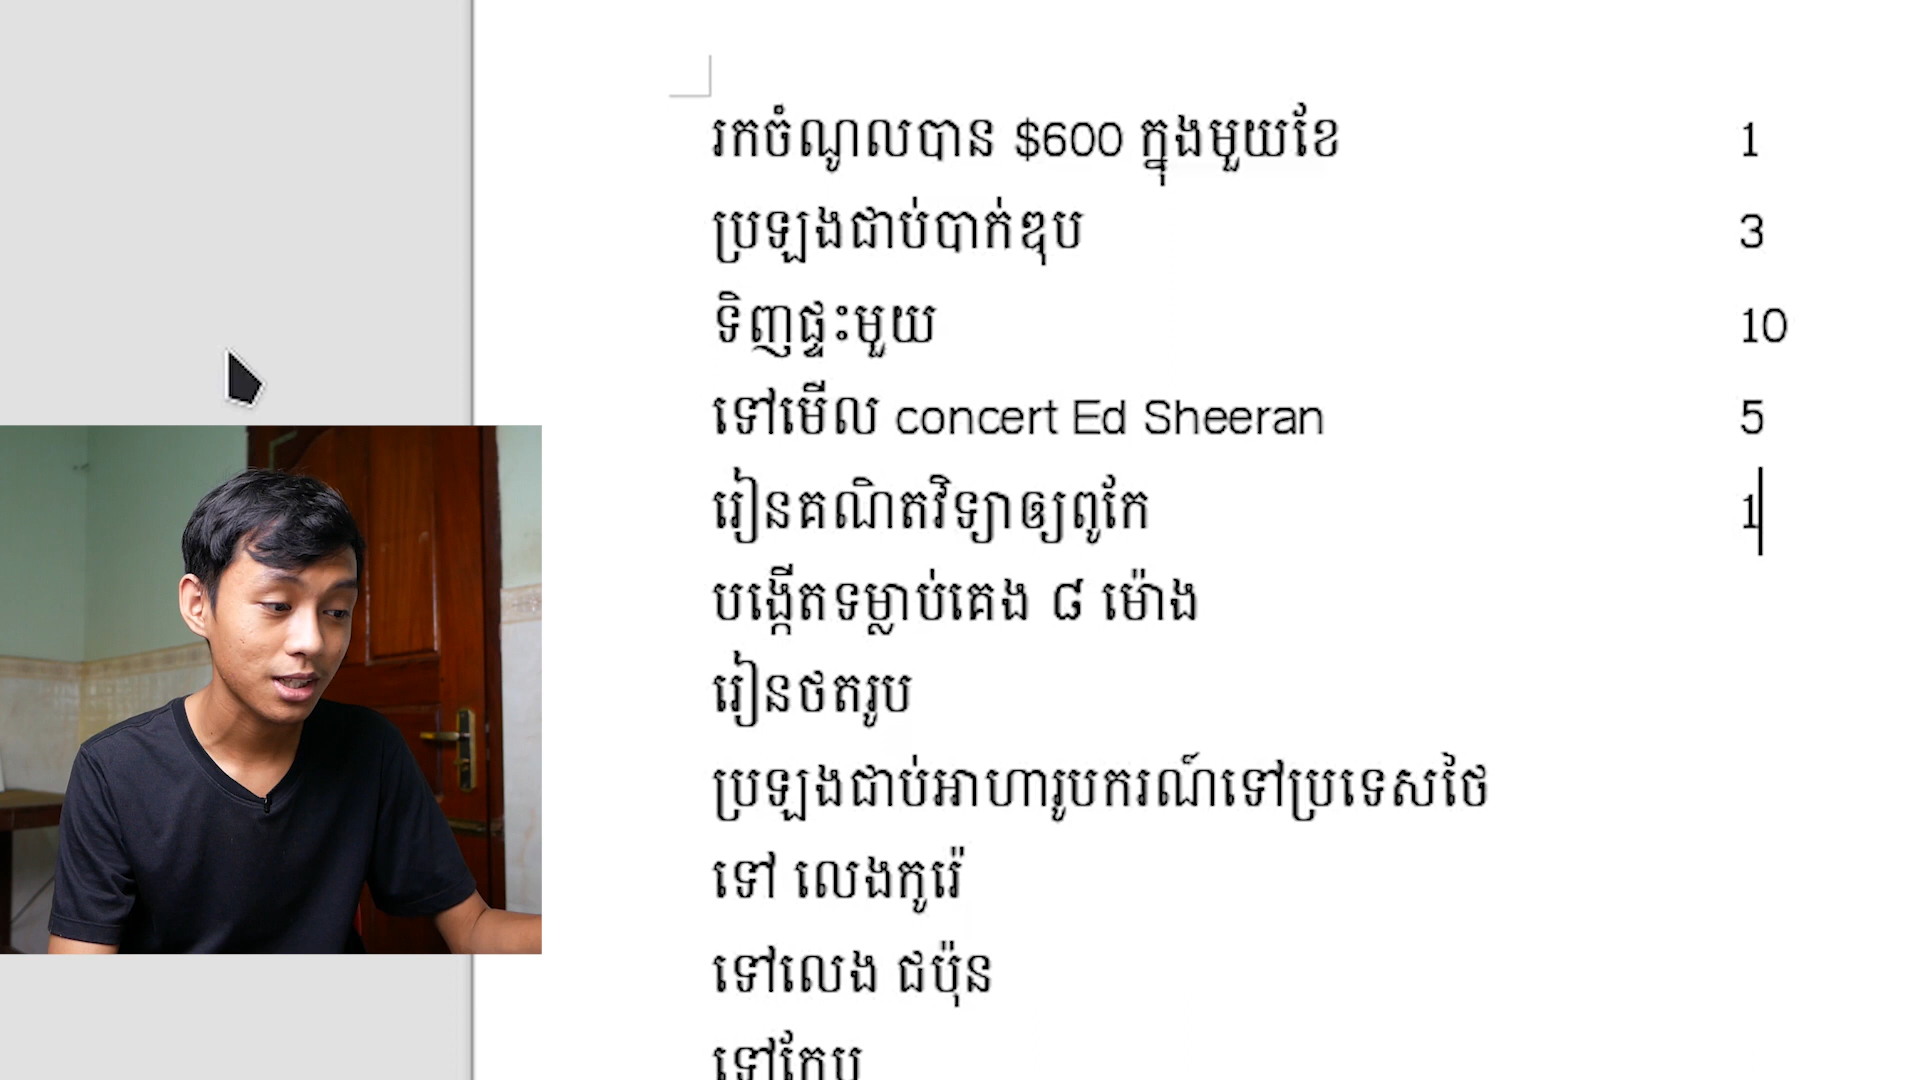 រកចំណូលបាន $600 ក្នុងមួយខែ 1
ប្រឡងជាប់បាក់ឌុប 3
ទិញផ្ទះមួយ 10
ទៅមើល concert Ed Sheeran 5
រៀនគណិតវិទ្យាឲ្យពូកែ 1
បង្កើតទម្លាប់គេង ៨ ម៉ោង
រៀនថតរូប
ប្រឡងជាប់អាហារូបករណ៍ទៅប្រទេសថៃ
ទៅ លេងកូរ៉េ
ទៅលេង ជប៉ុន
ទៅកែប